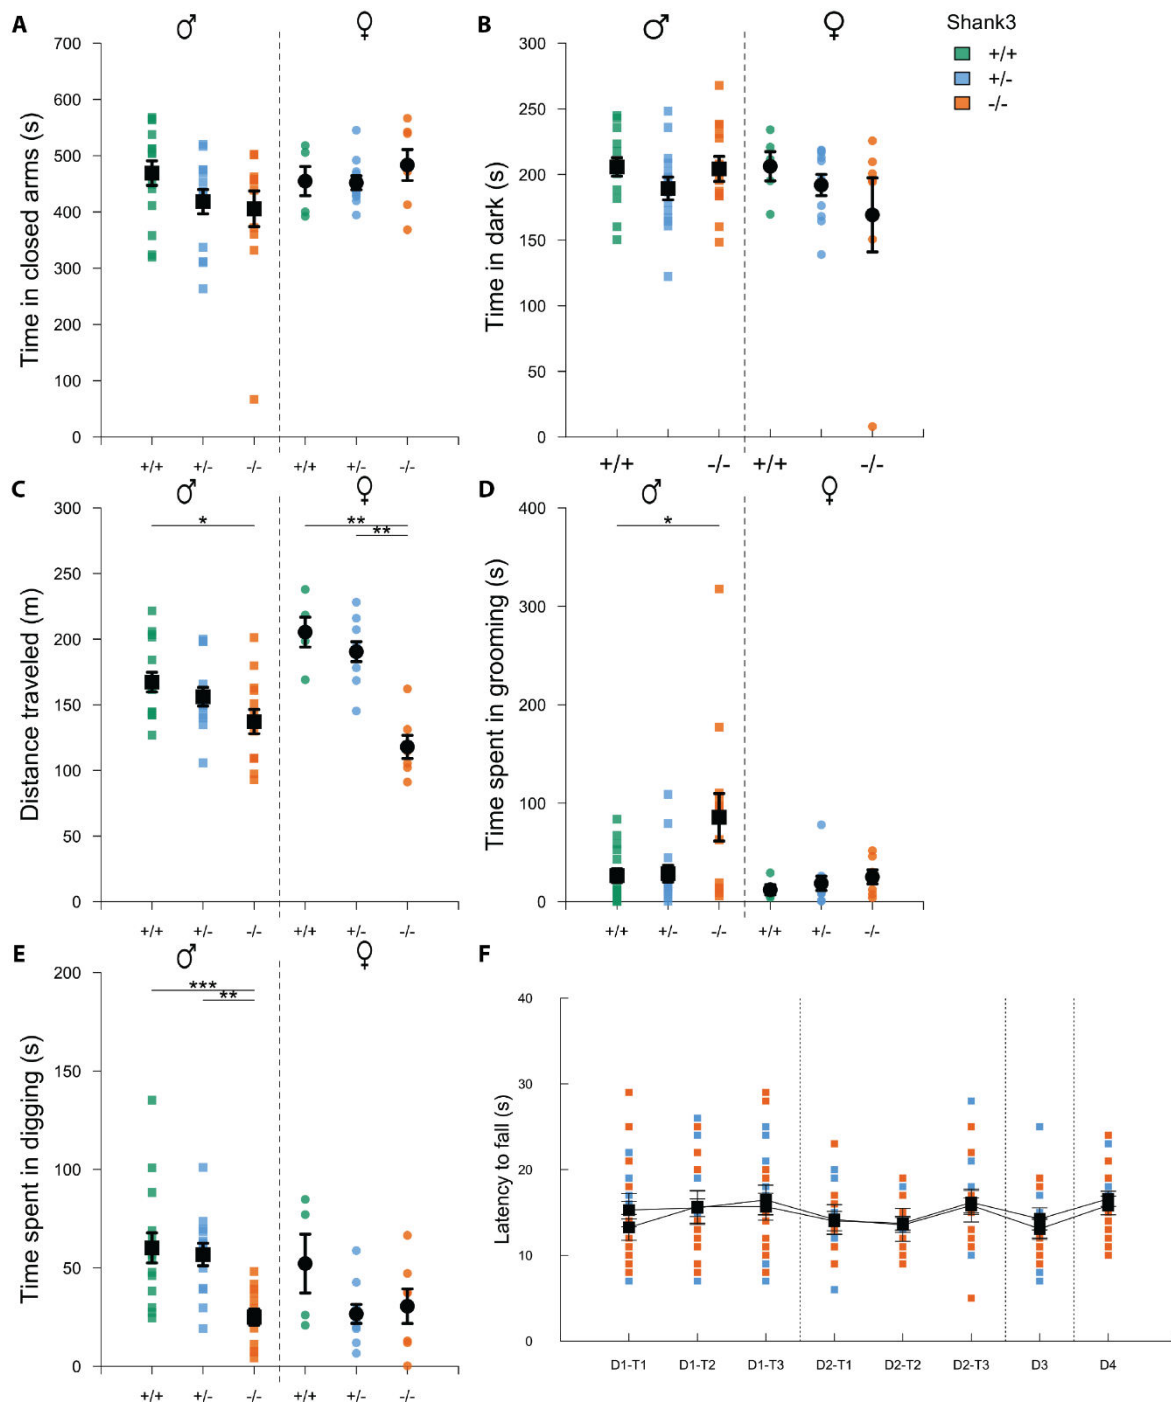 A ♂ ♀
Time in closed arms (s)
700
600
500
400
300
200
100
0
+/+ +/- -/- +/+ +/- -/-
B ♂ ♀
Time in dark (s)
300
250
200
150
100
50
0
+/+ -/- +/+ -/-
Shank3
+/+
+/-
-/-
C ♂ ♀
Distance traveled (m)
300
250
200
150
100
50
0
* ** **
+/+ +/- -/- +/+ +/- -/-
D ♂ ♀
Time spent in grooming (s)
400
300
200
100
0
*
+/+ +/- -/- +/+ +/- -/-
E ♂ ♀
Time spent in digging (s)
200
150
100
50
0
***
**
+/+ +/- -/- +/+ +/- -/-
F
Latency to fall (s)
40
30
20
10
0
D1-T1 D1-T2 D1-T3 D2-T1 D2-T2 D2-T3 D3 D4